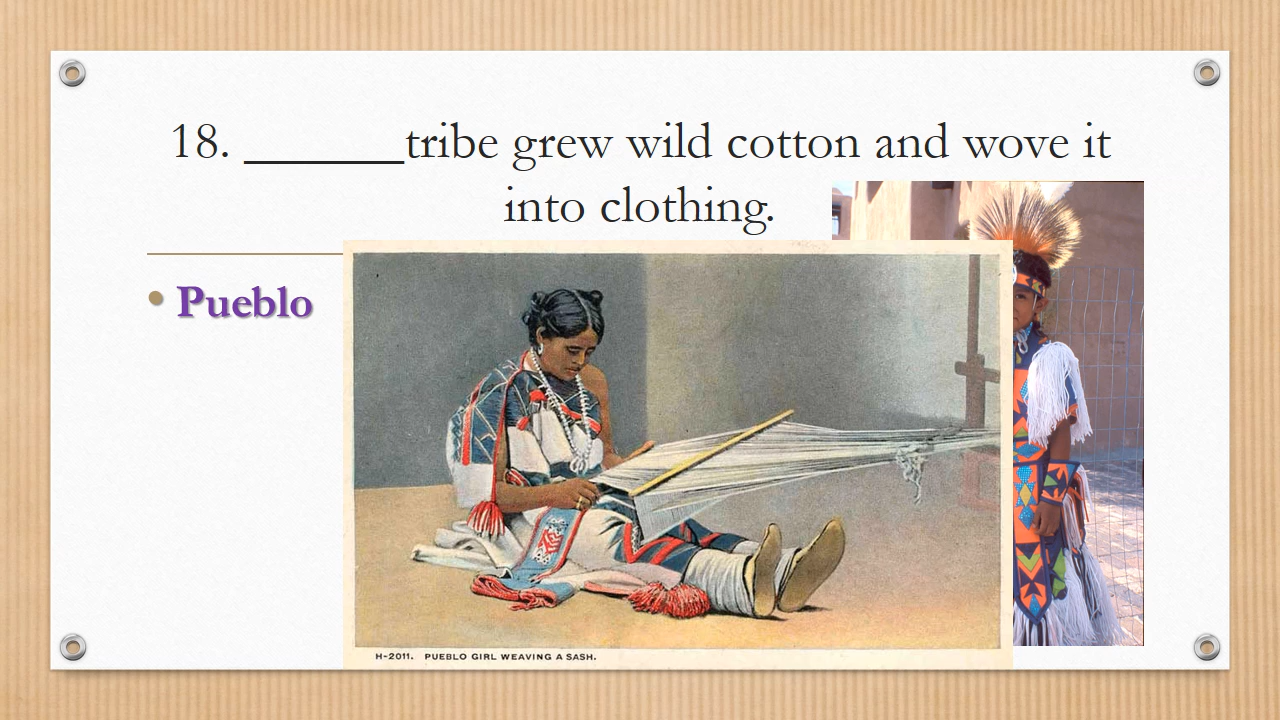 18. ______tribe grew wild cotton and wove it
into clothing.
• Pueblo
H-2011. PUEBLO GIRL WEAVING A SASH.